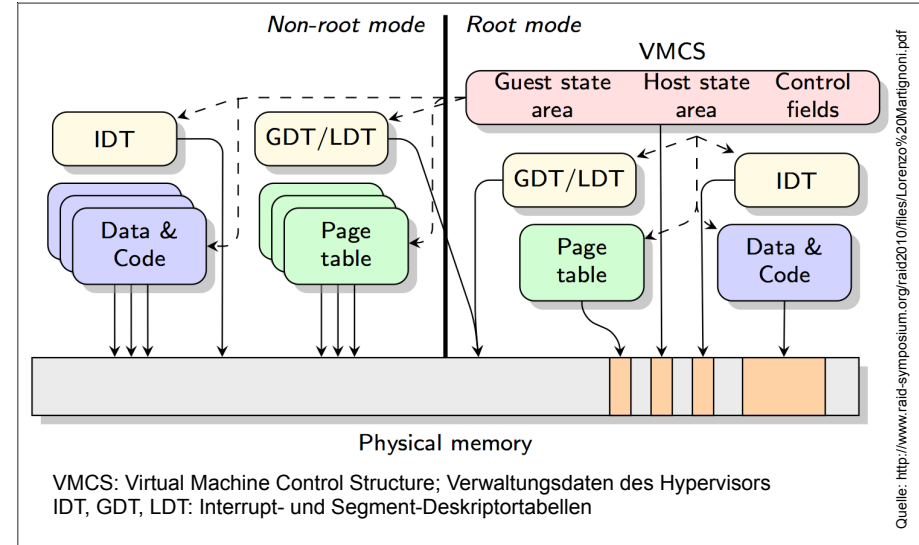 Non-root mode
Root mode
VMCS
Guest state area
Host state area
Control fields
IDT
GDT/LDT
GDT/LDT
IDT
Data & Code
Page table
Page table
Data & Code
Physical memory
VMCS: Virtual Machine Control Structure; Verwaltungsdaten des Hypervisors
IDT, GDT, LDT: Interrupt- und Segment-Deskriptortabellen
Quelle: http://www.raid-symposium.org/raid2010/files/Lorenzo%20Martignoni.pdf